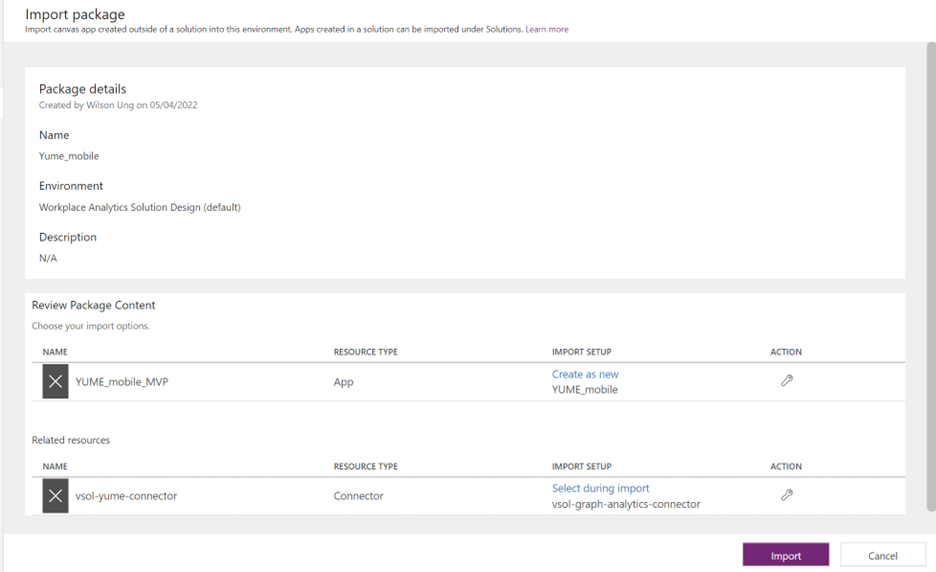 Import package
Import canvas app created outside of a solution into this environment. Apps created in a solution can be imported under Solutions. Learn more
Package details
Created by Wilson Ung on 05/04/2022
Name
Yume_mobile
Environment
Workplace Analytics Solution Design (default)
Description
N/A
Review Package Content
Choose your import options.
NAME RESOURCE TYPE IMPORT SETUP ACTION
YUME_mobile_MVP App Create as new
YUME_mobile
Related resources
NAME RESOURCE TYPE IMPORT SETUP ACTION
vsol-yume-connector Connector Select during import
vsol-graph-analytics-connector
Import Cancel